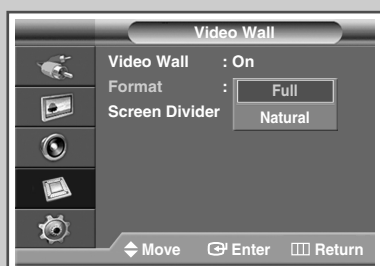 Video Wall
Video Wall : On
Format : Full
Natural
Screen Divider
Move Enter Return